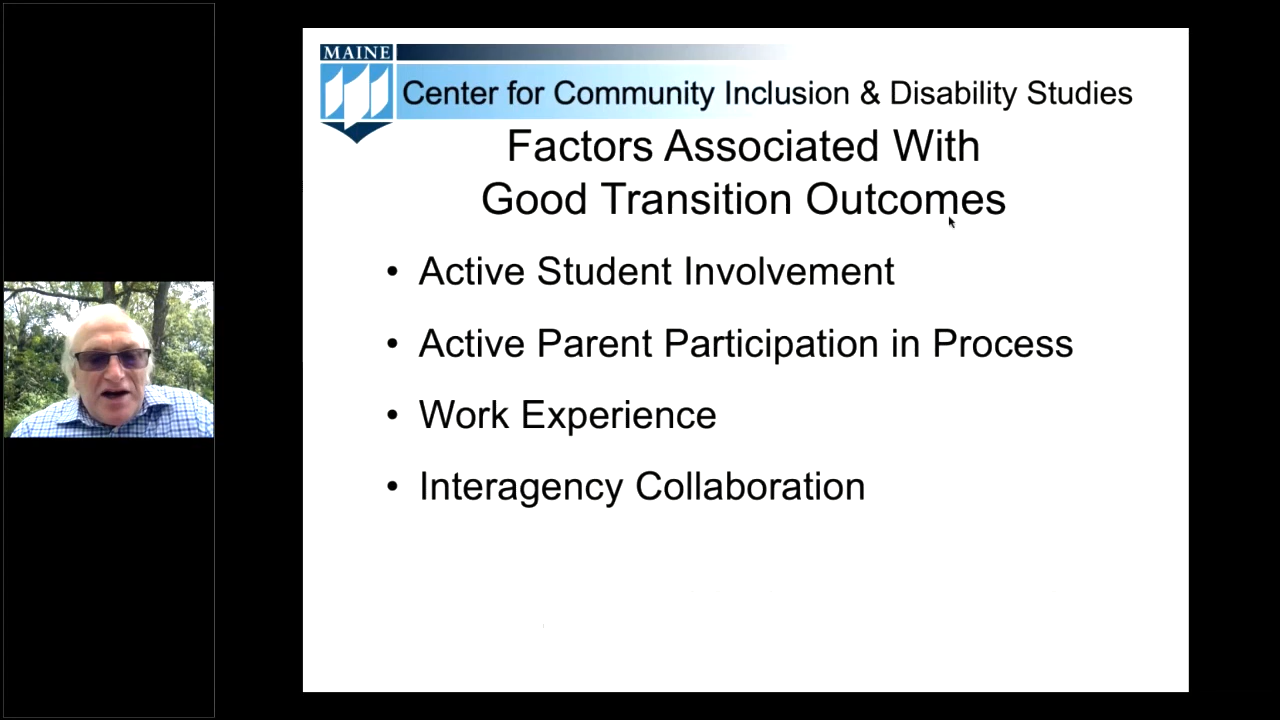 MAINE
Center for Community Inclusion & Disability Studies
Factors Associated With
Good Transition Outcomes
• Active Student Involvement
• Active Parent Participation in Process
• Work Experience
• Interagency Collaboration